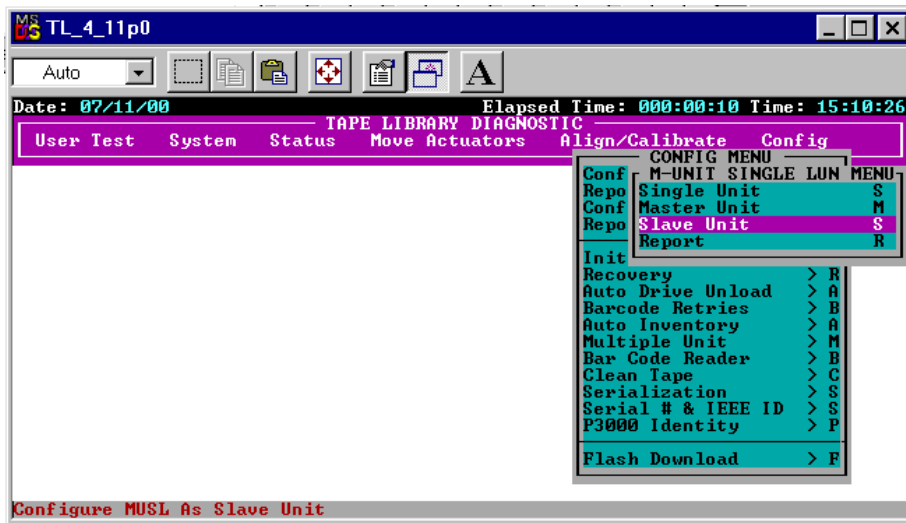 MS DOS TL_4_11p0
Auto A
Date: 07/11/00 Elapsed Time: 000:00:10 Time: 15:10:26
TAPE LIBRARY DIAGNOSTIC
User Test System Status Move Actuators Align/Calibrate Config
CONFIG MENU
Conf M-UNIT SINGLE LUN MENU
Repo Single Unit S
Conf Master Unit M
Repo Slave Unit S
Report R
Init
Recovery > R
Auto Drive Unload > A
Barcode Retries > B
Auto Inventory > A
Multiple Unit > M
Bar Code Reader > B
Clean Tape > C
Serialization > S
Serial # & IEEE ID > S
P3000 Identity > P
Flash Download > F
Configure MUSL As Slave Unit